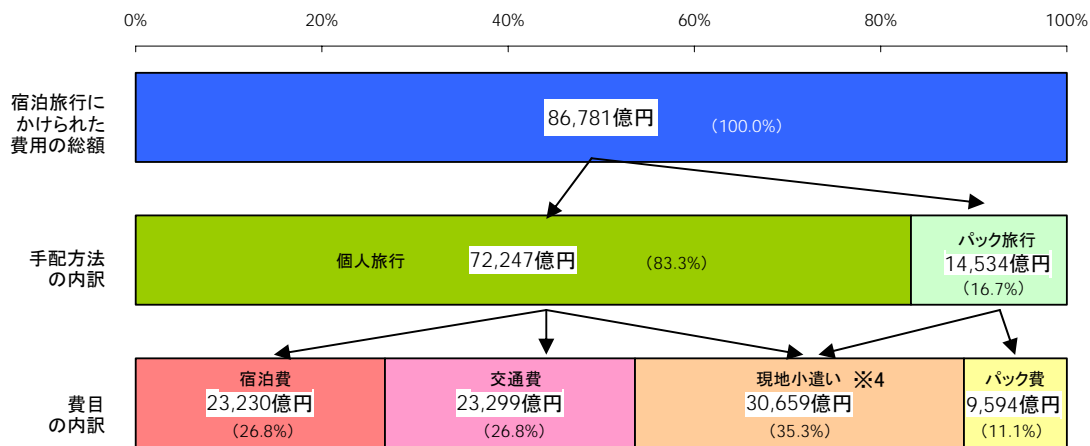 0% 20% 40% 60% 80% 100%
宿泊旅行に
かけられた
費用の総額
86,781億円 (100.0%)
手配方法
の内訳
個人旅行 72,247億円 (83.3%)
パック旅行
14,534億円
(16.7%)
費目
の内訳
宿泊費
23,230億円
(26.8%)
交通費
23,299億円
(26.8%)
現地小遣い ※4
30,659億円
(35.3%)
パック費
9,594億円
(11.1%)